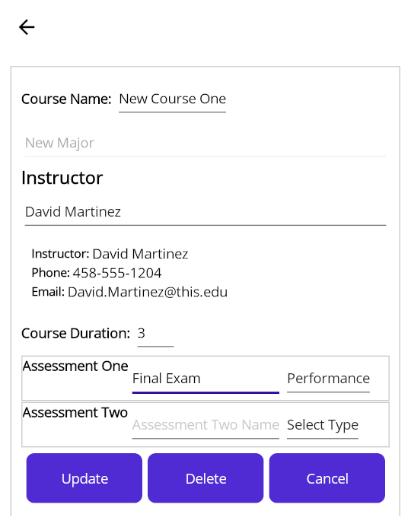 Course Name: New Course One
New Major
Instructor
David Martinez
Instructor: David Martinez
Phone: 458-555-1204
Email: David.Martinez@this.edu
Course Duration: 3
Assessment One Final Exam Performance
Assessment Two Assessment Two Name Select Type
Update Delete Cancel